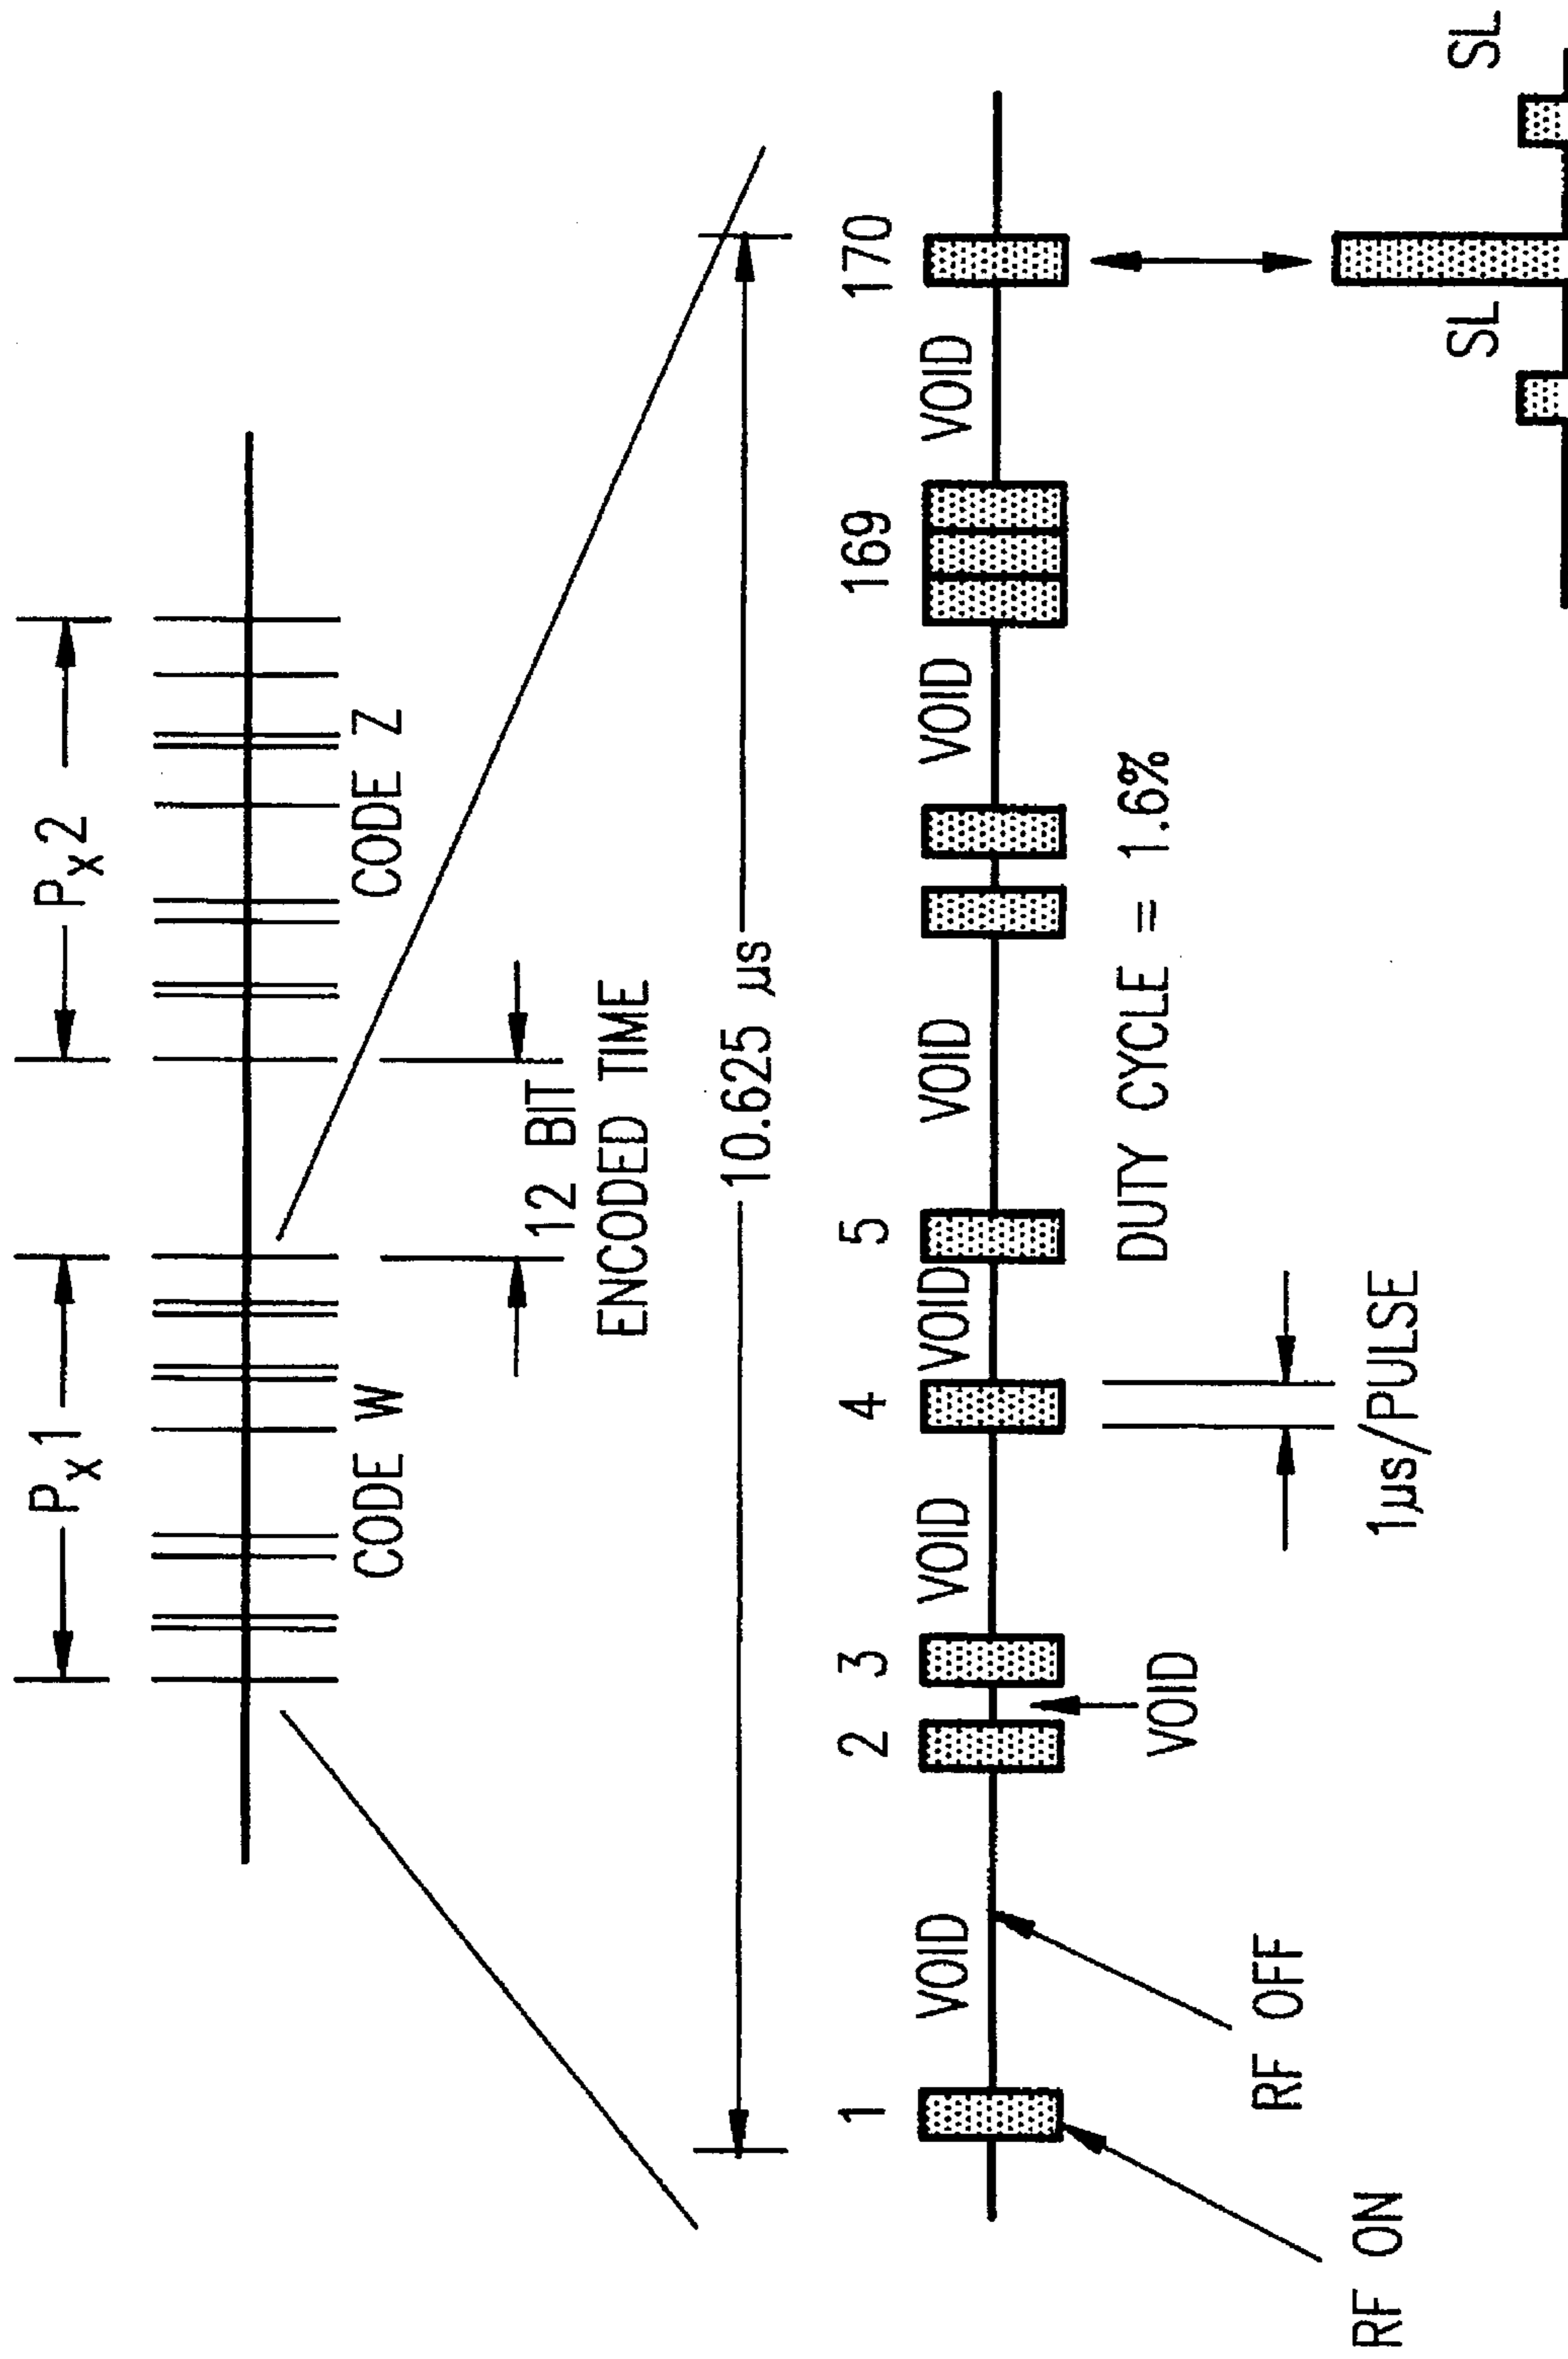 Px1
Px2
CODE W
CODE Z
12 BIT
ENCODED TIME
10.625 µs
1
2
3
4
5
169
170
VOID
VOID
VOID
VOID
VOID
VOID
VOID
RF ON
RF OFF
1µs/PULSE
DUTY CYCLE = 1.6%
SL
SL